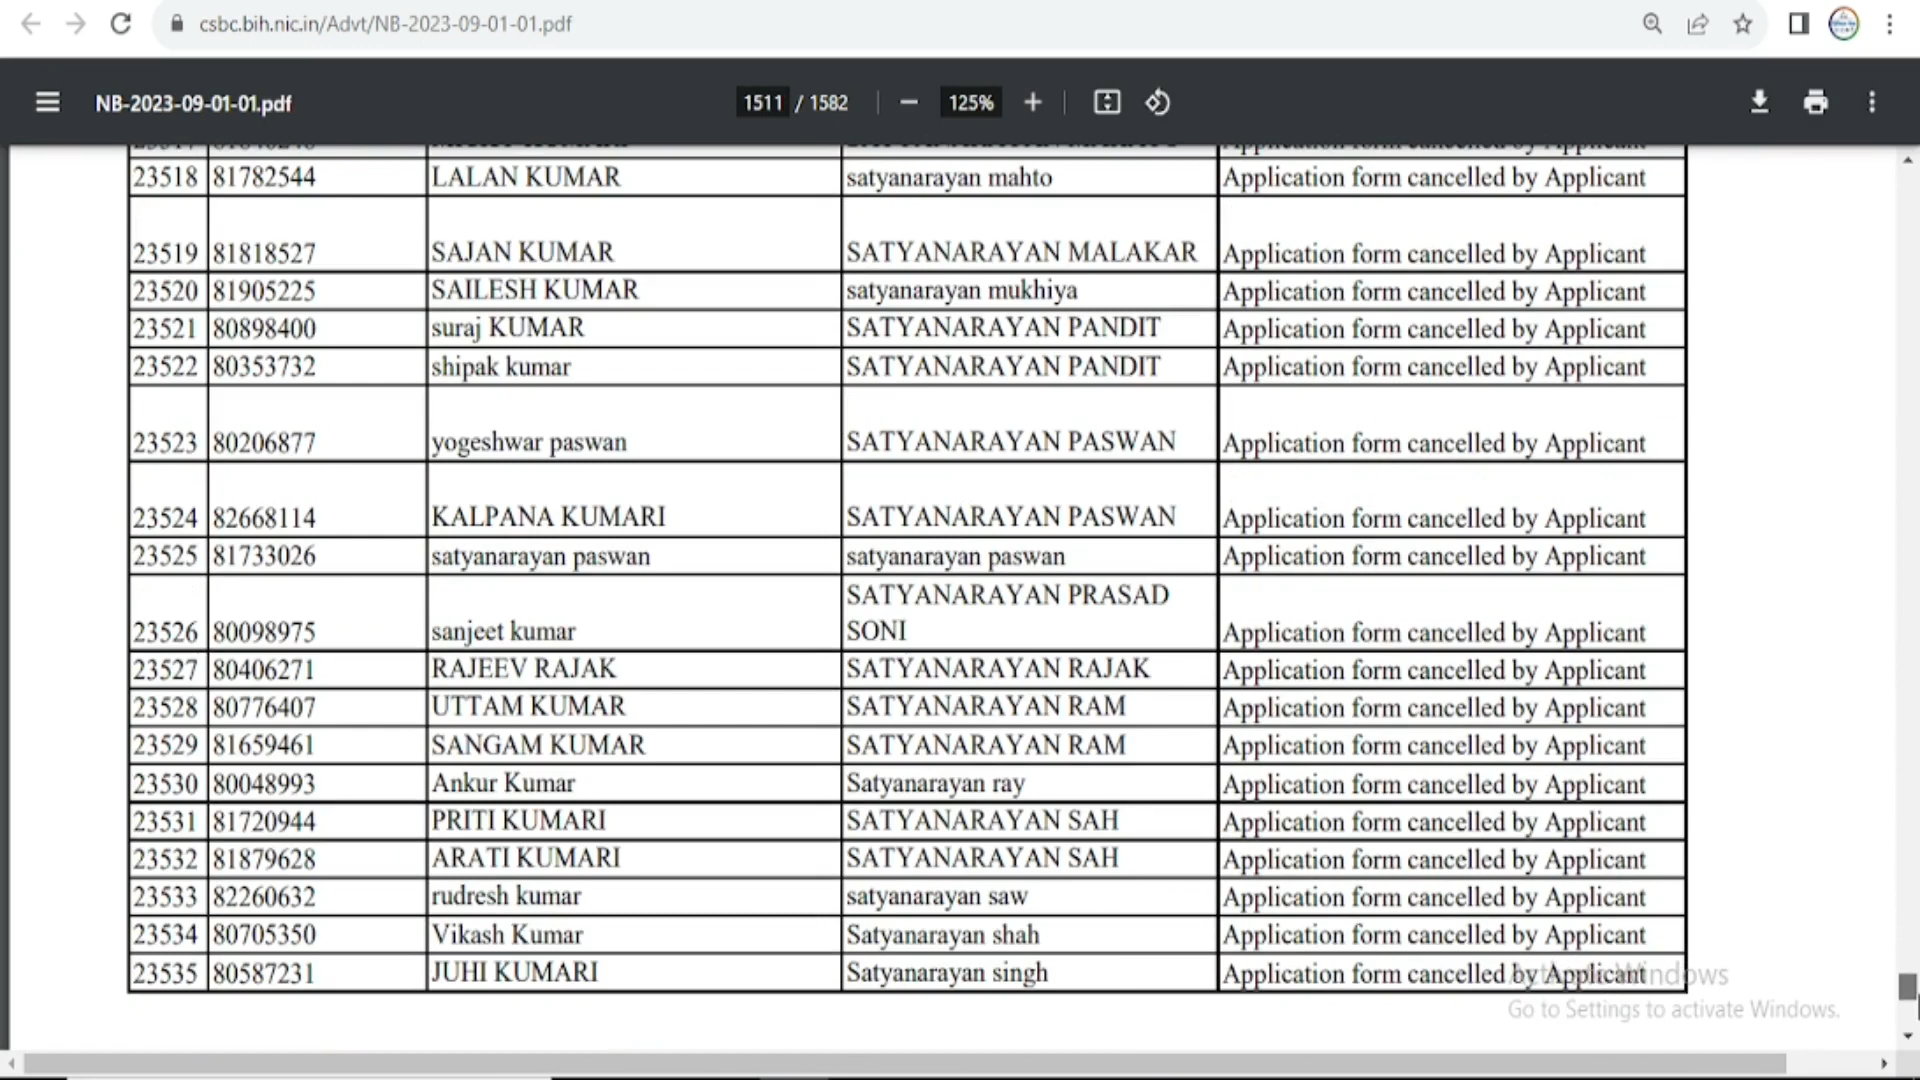 csbc.bih.nic.in/Advt/NB-2023-09-01-01.pdf
NB-2023-09-01-01.pdf 1511 / 1582 125%
23518 81782544 LALAN KUMAR satyanarayan mahto Application form cancelled by Applicant
23519 81818527 SAJAN KUMAR SATYANARAYAN MALAKAR Application form cancelled by Applicant
23520 81905225 SAILESH KUMAR satyanarayan mukhiya Application form cancelled by Applicant
23521 80898400 suraj KUMAR SATYANARAYAN PANDIT Application form cancelled by Applicant
23522 80353732 shipak kumar SATYANARAYAN PANDIT Application form cancelled by Applicant
23523 80206877 yogeshwar paswan SATYANARAYAN PASWAN Application form cancelled by Applicant
23524 82668114 KALPANA KUMARI SATYANARAYAN PASWAN Application form cancelled by Applicant
23525 81733026 satyanarayan paswan satyanarayan paswan Application form cancelled by Applicant
SATYANARAYAN PRASAD
23526 80098975 sanjeet kumar SONI Application form cancelled by Applicant
23527 80406271 RAJEEV RAJAK SATYANARAYAN RAJAK Application form cancelled by Applicant
23528 80776407 UTTAM KUMAR SATYANARAYAN RAM Application form cancelled by Applicant
23529 81659461 SANGAM KUMAR SATYANARAYAN RAM Application form cancelled by Applicant
23530 80048993 Ankur Kumar Satyanarayan ray Application form cancelled by Applicant
23531 81720944 PRITI KUMARI SATYANARAYAN SAH Application form cancelled by Applicant
23532 81879628 ARATI KUMARI SATYANARAYAN SAH Application form cancelled by Applicant
23533 82260632 rudresh kumar satyanarayan saw Application form cancelled by Applicant
23534 80705350 Vikash Kumar Satyanarayan shah Application form cancelled by Applicant
23535 80587231 JUHI KUMARI Satyanarayan singh Application form cancelled by Applicant
Activate Windows
Go to Settings to activate Windows.